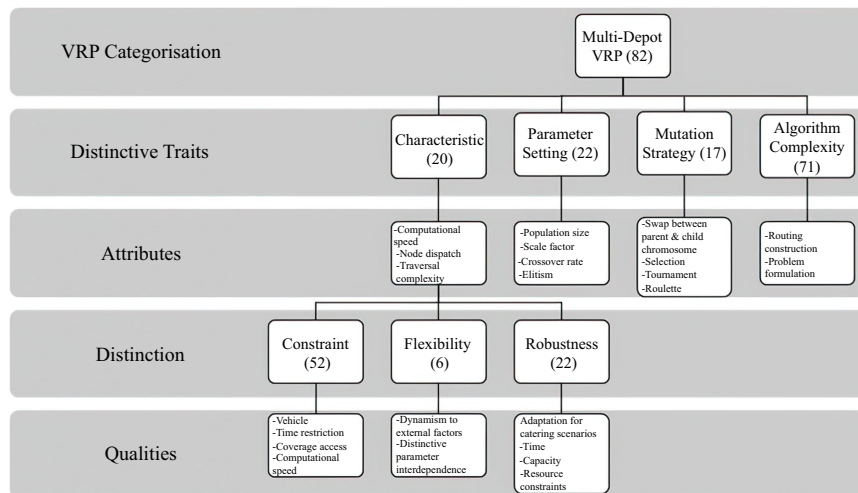 VRP Categorisation
Multi-Depot
VRP (82)
Distinctive Traits
Characteristic
(20)
Parameter
Setting (22)
Mutation
Strategy (17)
Algorithm
Complexity
(71)
Attributes
-Computational
speed
-Node dispatch
-Traversal
complexity
-Population size
-Scale factor
-Crossover rate
-Elitism
-Swap between
parent & child
chromosome
-Selection
-Tournament
-Roulette
-Routing
construction
-Problem
formulation
Distinction
Constraint
(52)
Flexibility
(6)
Robustness
(22)
Qualities
-Vehicle
-Time restriction
-Coverage access
-Computational
speed
-Dynamism to
external factors
-Distinctive
parameter
interdependence
Adaptation for
catering scenarios
-Time
-Capacity
-Resource
constraints